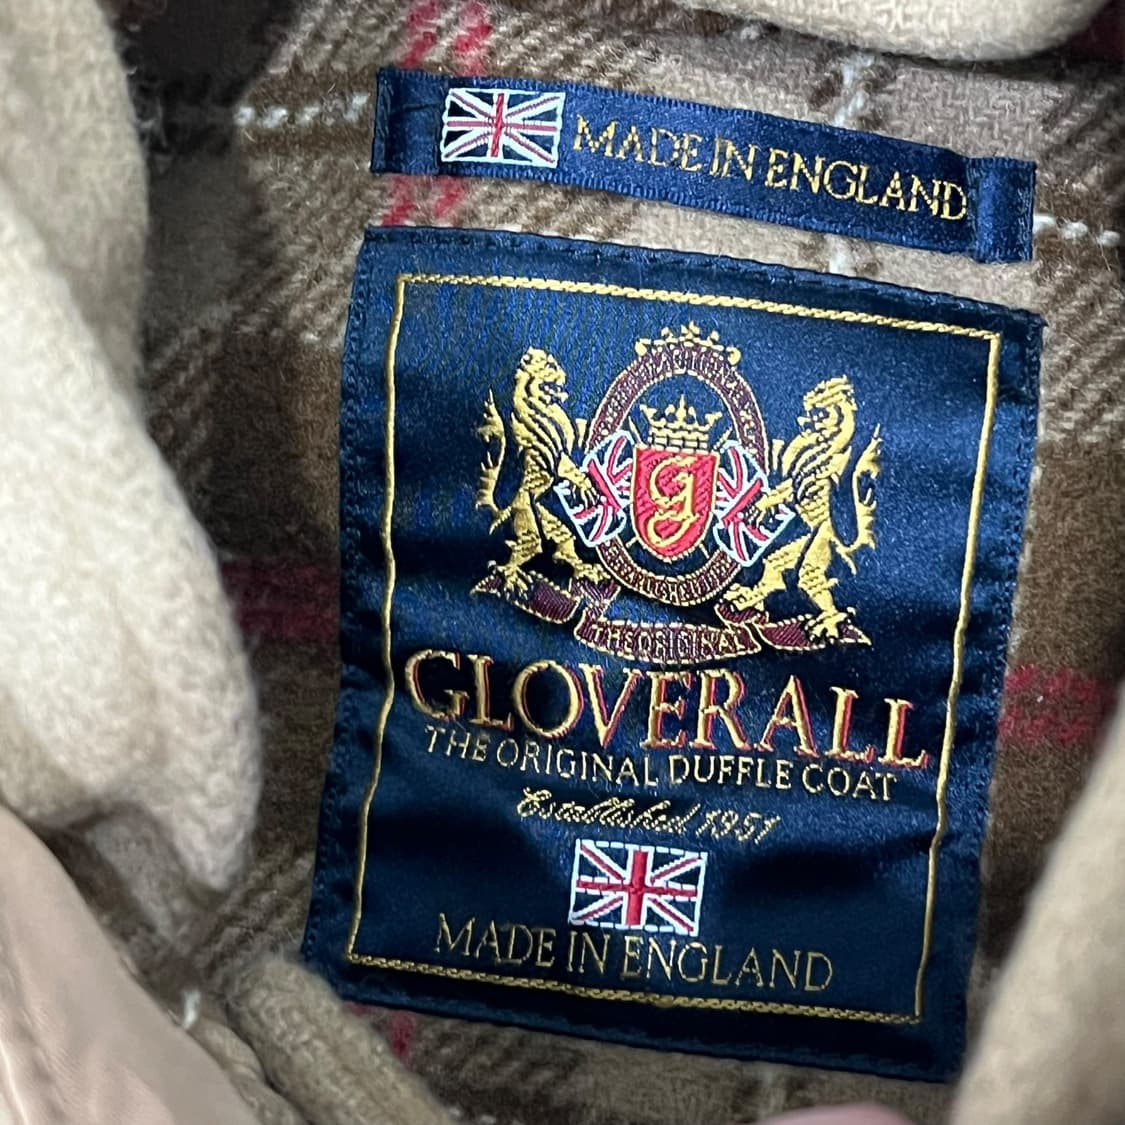 MADE IN ENGLAND
g
THE ORIGINAL
GLOVERALL
THE ORIGINAL DUFFLE COAT
Established 1951
MADE IN ENGLAND